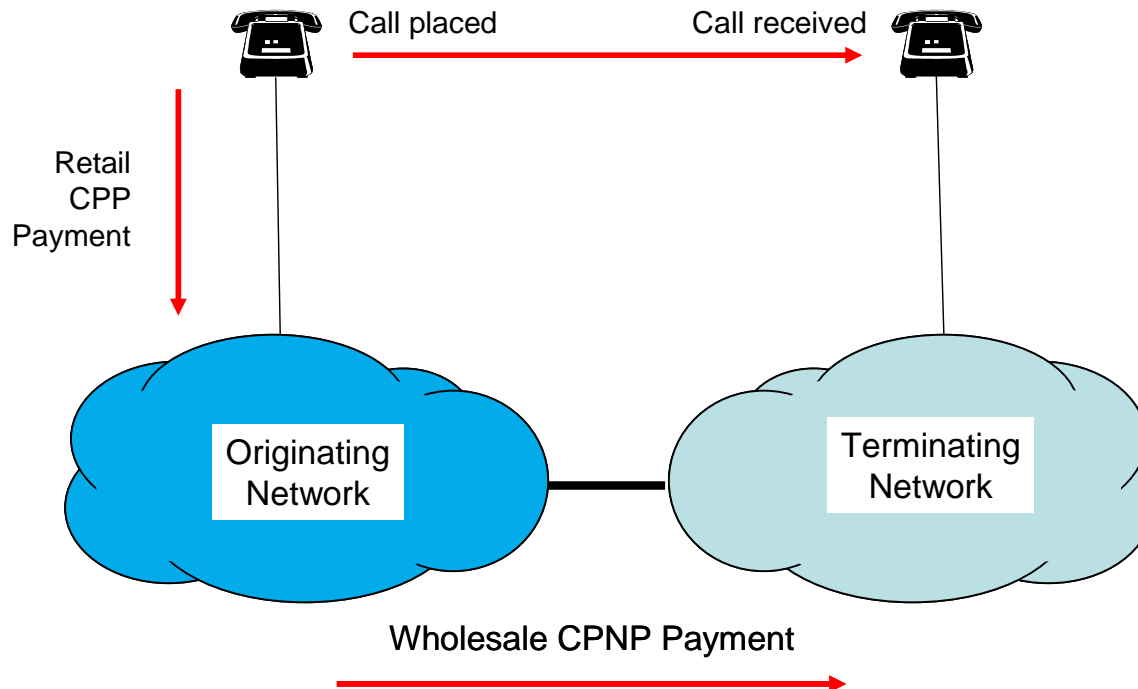 Call placed
Call received
Retail
CPP
Payment
Originating
Network
Terminating
Network
Wholesale CPNP Payment